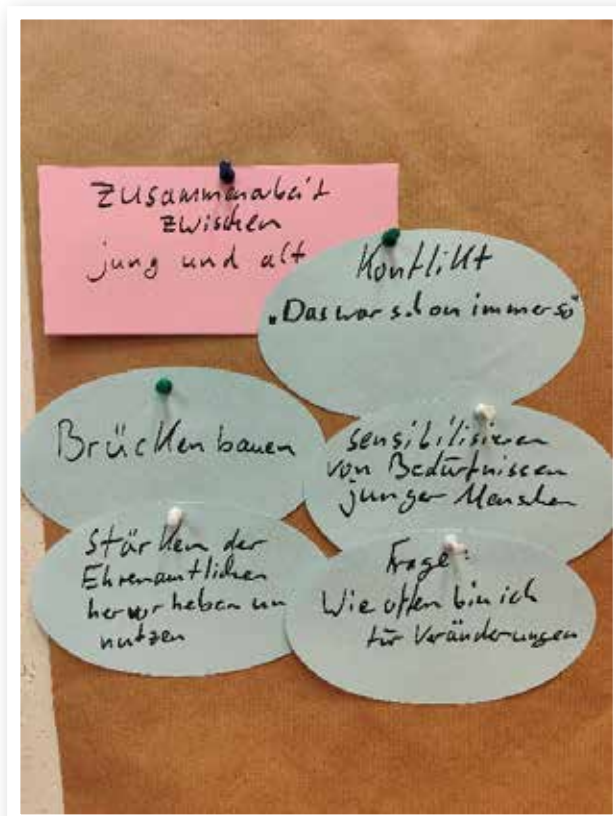 Zusammenarbeit
zwischen
jung und alt
Konflikt
„Das war schon immer so"
Brücken bauen
sensibilisieren
von Bedürfnissen
junger Menschen
Stärken der
Ehrenamtlichen
hervorheben un
nutzen
Frage:
Wie offen bin ich
für Veränderungen